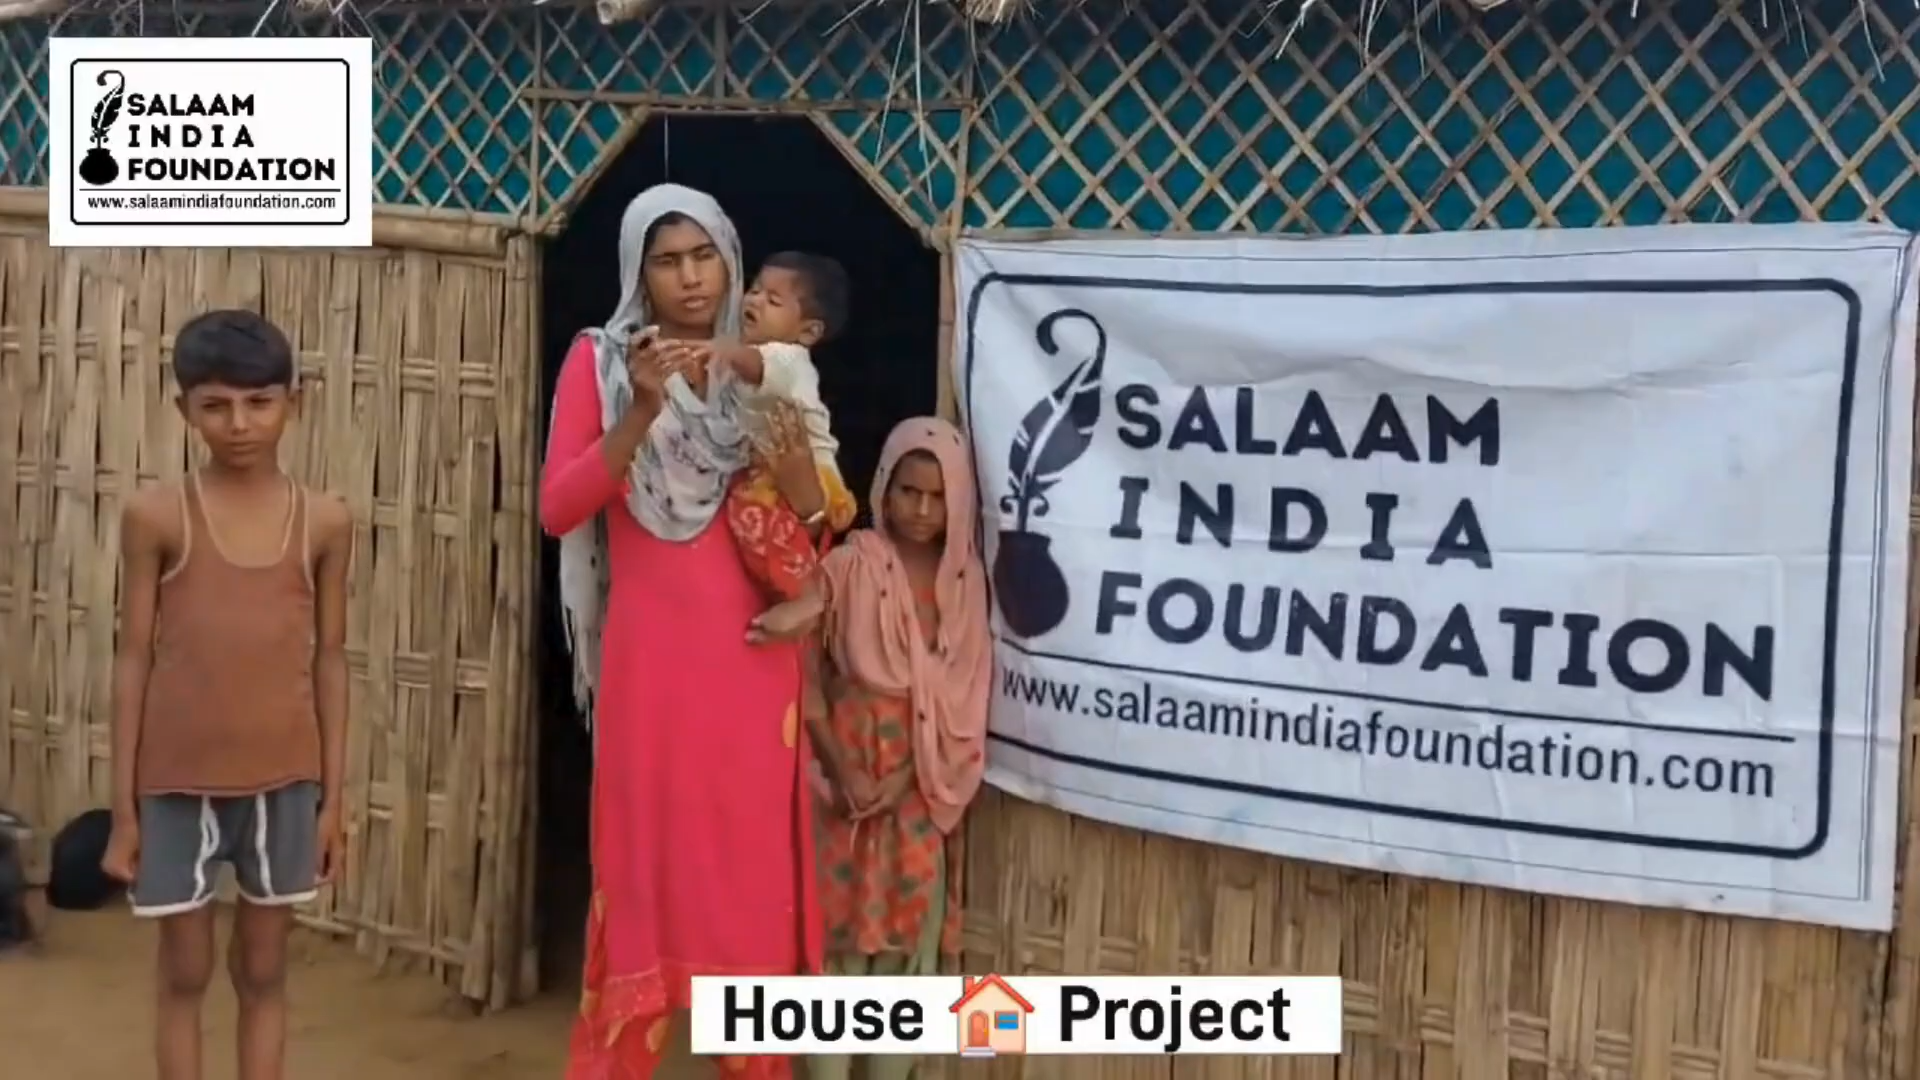 SALAAM
INDIA
FOUNDATION
www.salaamindiafoundation.com
SALAAM
INDIA
FOUNDATION
www.salaamindiafoundation.com
House 🏠 Project